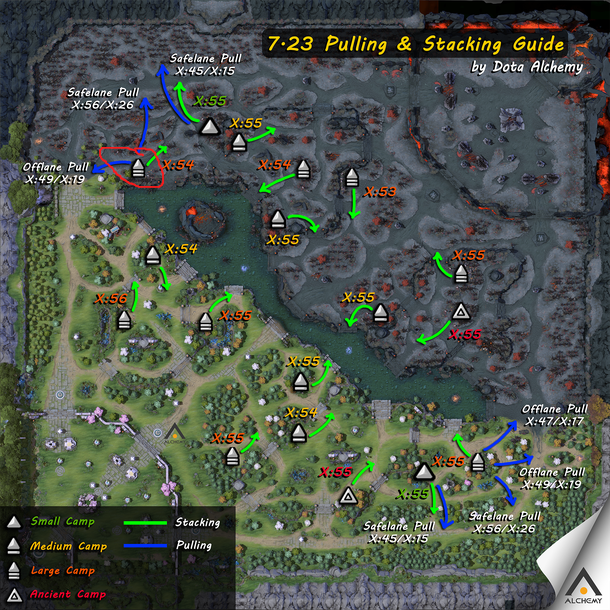 7.23 Pulling & Stacking Guide
by Dota Alchemy
Safelane Pull
X:45/X:15
Safelane Pull
X:56/X:26
X:55
X:55
Offlane Pull
X:49/X:19
X:54
X:54
X:53
X:55
X:54
X:55
X:56
X:55
X:55
X:55
X:55
X:54
X:55
X:55
X:55
X:55
Offlane Pull
X:47/X:17
Offlane Pull
X:49/X:19
Safelane Pull
X:56/X:26
Safelane Pull
X:45/X:15
Small Camp
Stacking
Medium Camp
Pulling
Large Camp
Ancient Camp
ALCHEMY